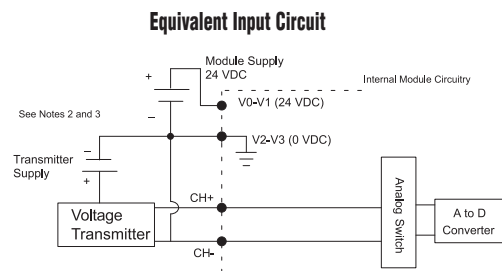 Equivalent Input Circuit
Module Supply
24 VDC
+
−
Internal Module Circuitry
V0-V1 (24 VDC)
See Notes 2 and 3
V2-V3 (0 VDC)
Transmitter
Supply
−
+
CH+
Voltage
Transmitter
CH-
Analog Switch
A to D
Converter